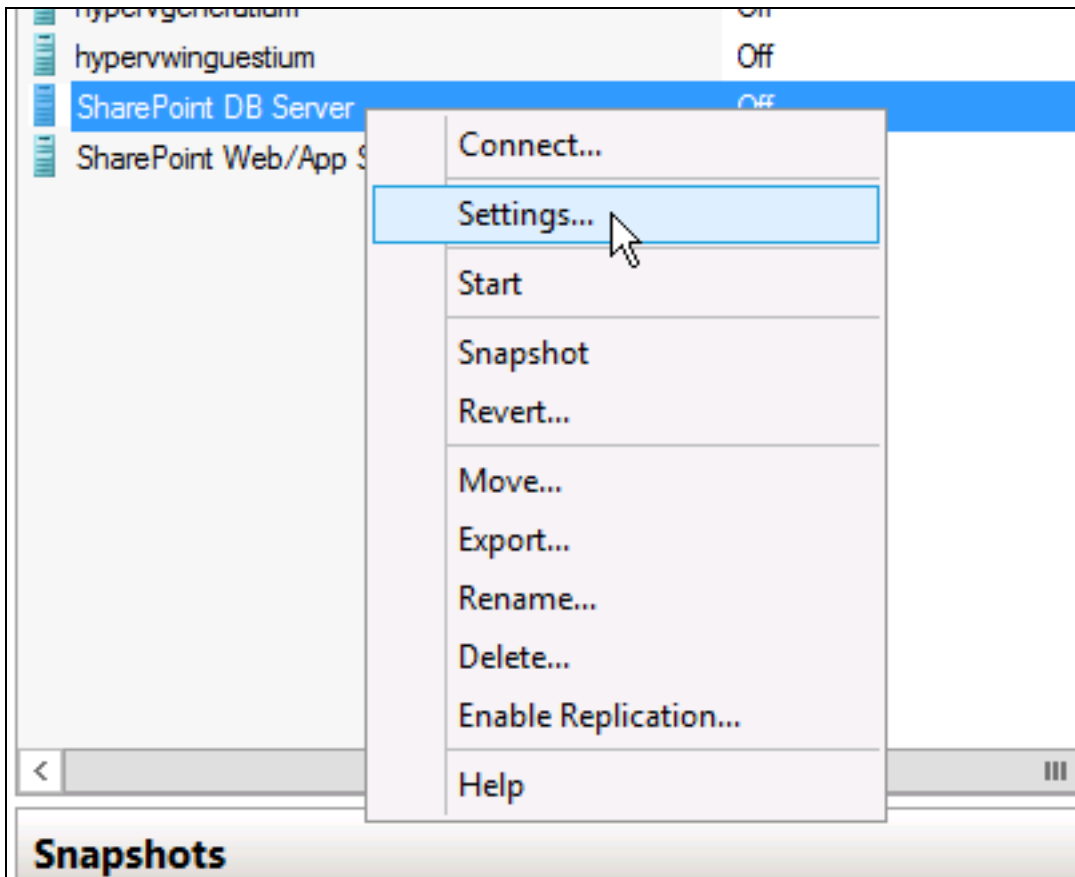 hypervwinguestium Off
SharePoint DB Server Off
SharePoint Web/App
Connect...
Settings...
Start
Snapshot
Revert...
Move...
Export...
Rename...
Delete...
Enable Replication...
Help
Snapshots